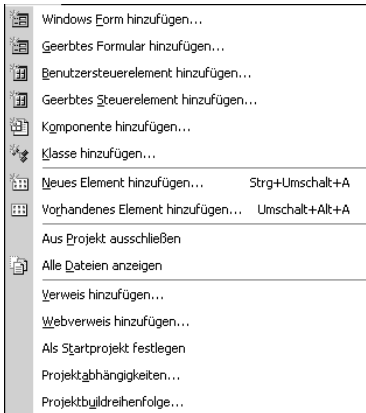 Windows Form hinzufügen...
Geerbtes Formular hinzufügen...
Benutzersteuerelement hinzufügen...
Geerbtes Steuerelement hinzufügen...
Komponente hinzufügen...
Klasse hinzufügen...
Neues Element hinzufügen... Strg+Umschalt+A
Vorhandenes Element hinzufügen... Umschalt+Alt+A
Aus Projekt ausschließen
Alle Dateien anzeigen
Verweis hinzufügen...
Webverweis hinzufügen...
Als Startprojekt festlegen
Projektabhängigkeiten...
Projektbuildreihenfolge...